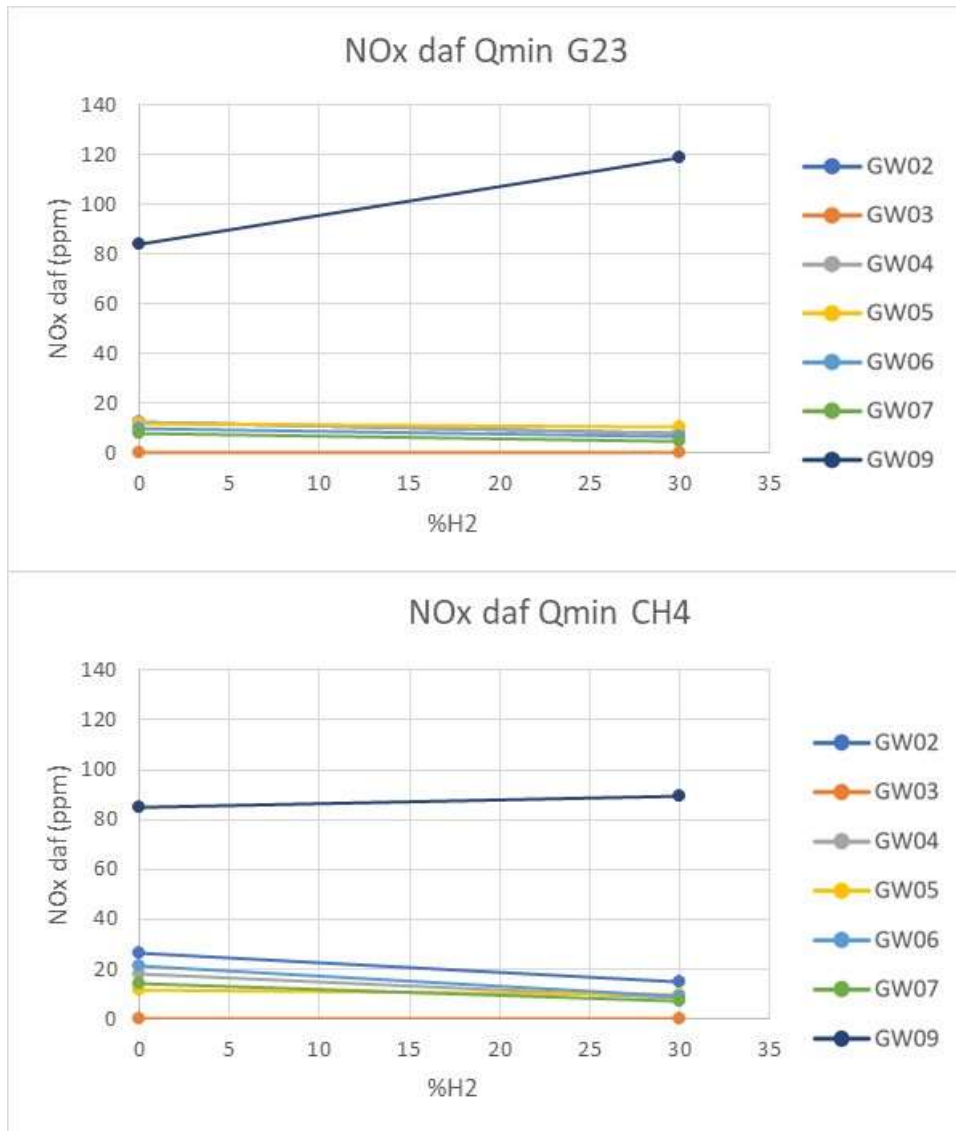 NOx daf Qmin G23
NOx daf (ppm)
140
120
100
80
60
40
20
0
0 5 10 15 20 25 30 35
%H2
GW02
GW03
GW04
GW05
GW06
GW07
GW09
NOx daf Qmin CH4
NOx daf (ppm)
140
120
100
80
60
40
20
0
0 5 10 15 20 25 30 35
%H2
GW02
GW03
GW04
GW05
GW06
GW07
GW09